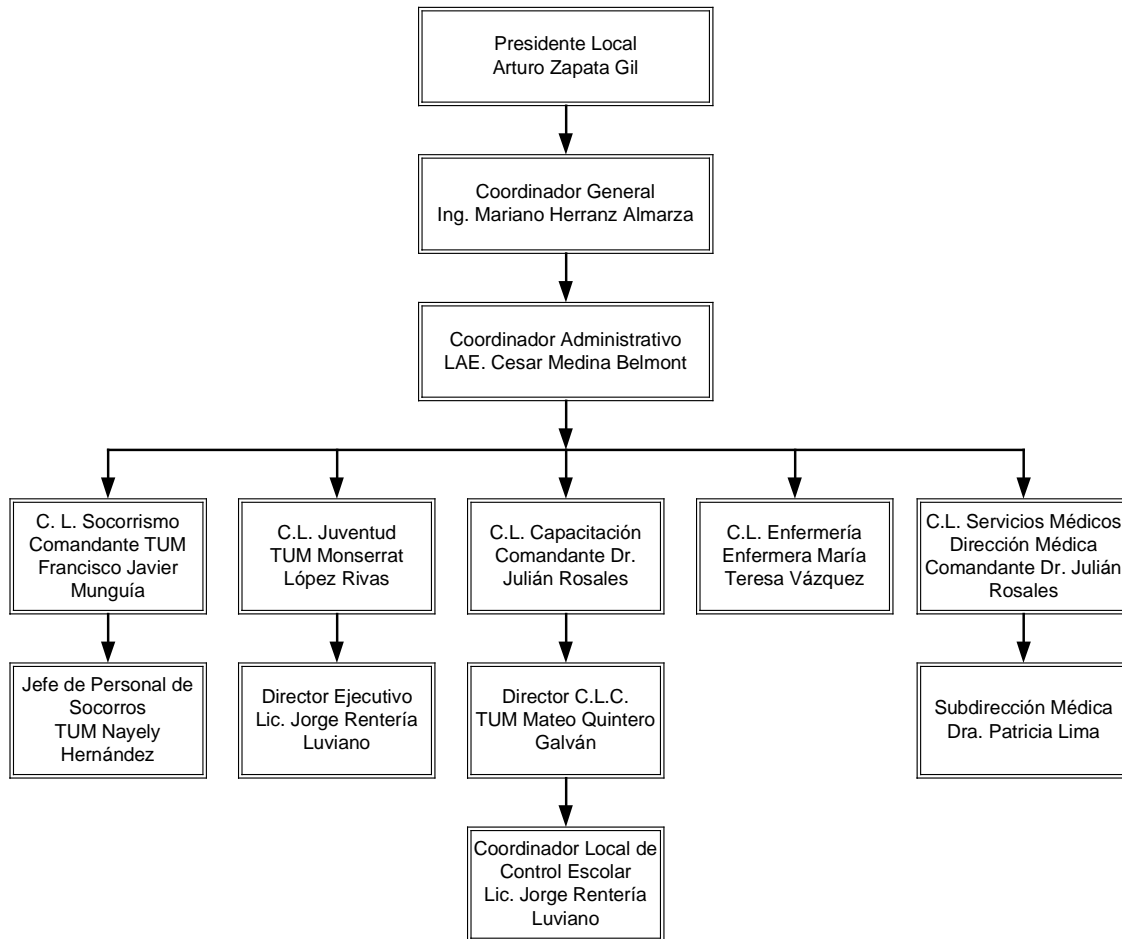 Presidente Local
Arturo Zapata Gil
Coordinador General
Ing. Mariano Herranz Almarza
Coordinador Administrativo
LAE. Cesar Medina Belmont
C. L. Socorrismo
Comandante TUM
Francisco Javier
Munguía
C.L. Juventud
TUM Monserrat
López Rivas
C.L. Capacitación
Comandante Dr.
Julián Rosales
C.L. Enfermería
Enfermera María
Teresa Vázquez
C.L. Servicios Médicos
Dirección Médica
Comandante Dr. Julián
Rosales
Jefe de Personal de
Socorros
TUM Nayely
Hernández
Director Ejecutivo
Lic. Jorge Rentería
Luviano
Director C.L.C.
TUM Mateo Quintero
Galván
Subdirección Médica
Dra. Patricia Lima
Coordinador Local de
Control Escolar
Lic. Jorge Rentería
Luviano